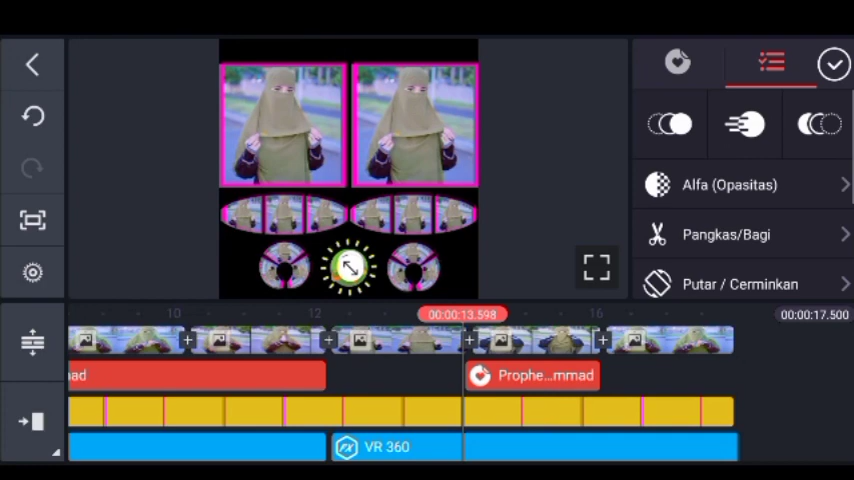 Alfa (Opasitas)
Pangkas/Bagi
Putar / Cerminkan
10
12
00:00:13.598
16
00:00:17.500
ad
Prophe...mmad
VR 360